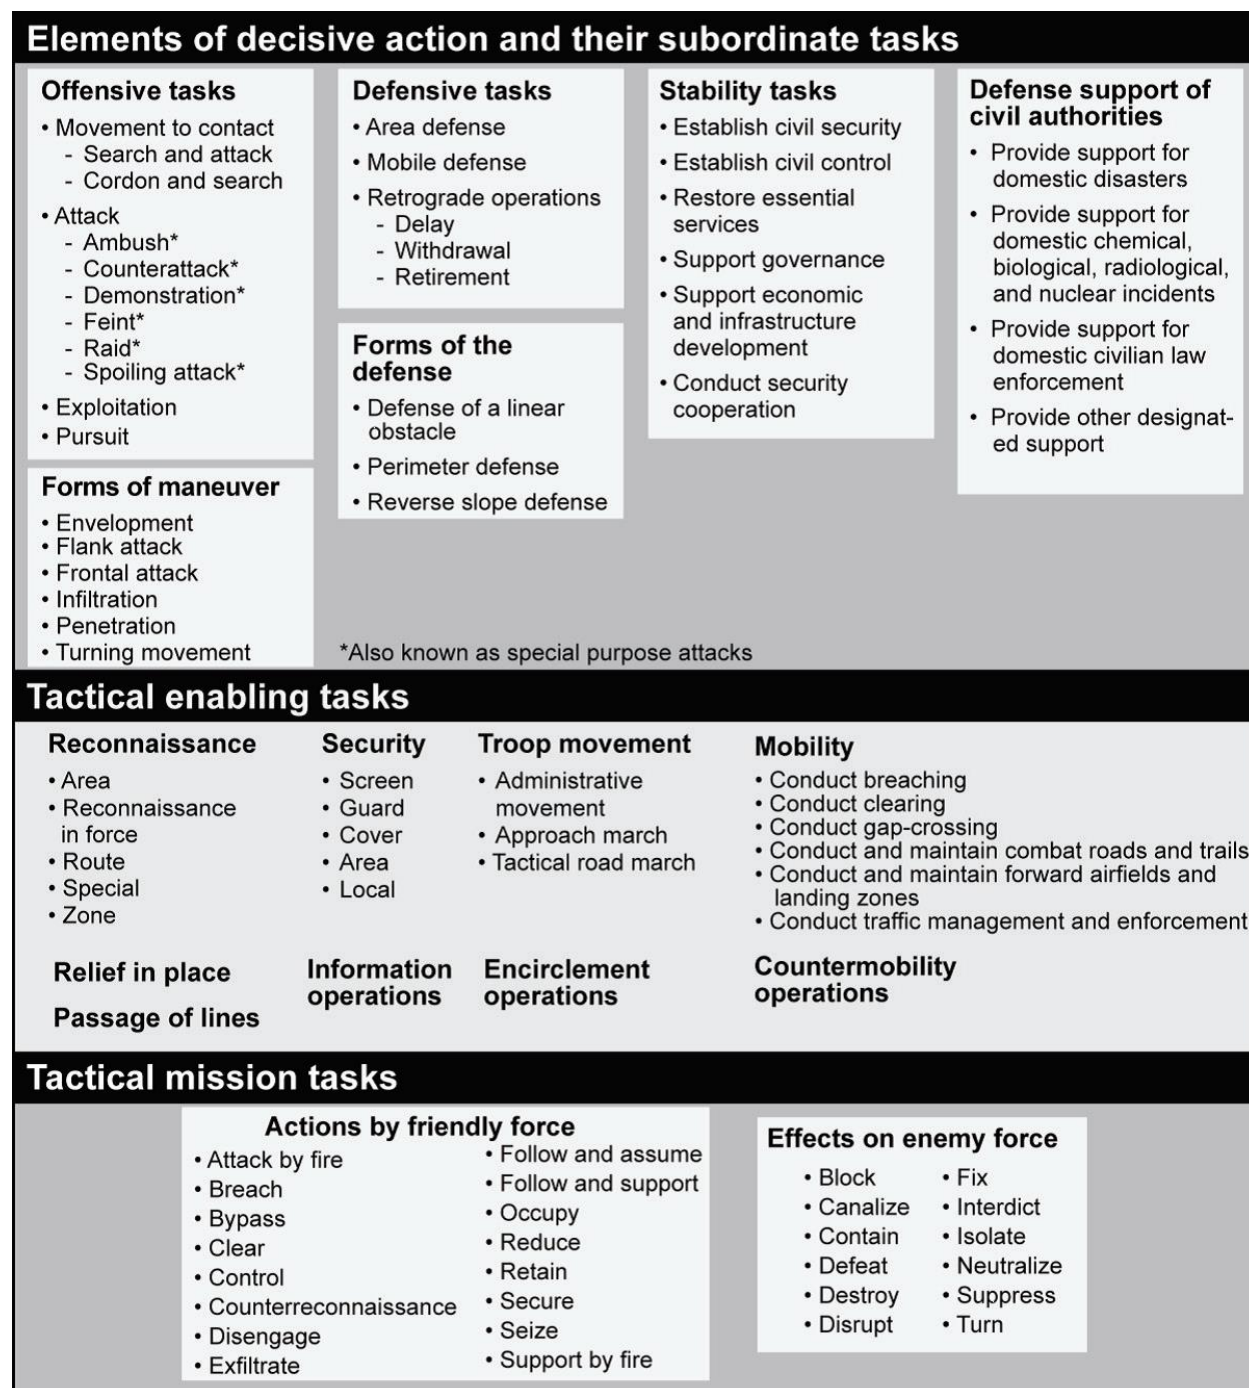 Elements of decisive action and their subordinate tasks
Offensive tasks
• Movement to contact
- Search and attack
- Cordon and search
• Attack
- Ambush*
- Counterattack*
- Demonstration*
- Feint*
- Raid*
- Spoiling attack*
• Exploitation
• Pursuit
Forms of maneuver
• Envelopment
• Flank attack
• Frontal attack
• Infiltration
• Penetration
• Turning movement
Defensive tasks
• Area defense
• Mobile defense
• Retrograde operations
- Delay
- Withdrawal
- Retirement
Forms of the
defense
• Defense of a linear
obstacle
• Perimeter defense
• Reverse slope defense
Stability tasks
• Establish civil security
• Establish civil control
• Restore essential
services
• Support governance
• Support economic
and infrastructure
development
• Conduct security
cooperation
Defense support of
civil authorities
• Provide support for
domestic disasters
• Provide support for
domestic chemical,
biological, radiological,
and nuclear incidents
• Provide support for
domestic civilian law
enforcement
• Provide other designat-
ed support
*Also known as special purpose attacks
Tactical enabling tasks
Reconnaissance
• Area
• Reconnaissance
in force
• Route
• Special
• Zone
Security
• Screen
• Guard
• Cover
• Area
• Local
Troop movement
• Administrative
movement
• Approach march
• Tactical road march
Mobility
• Conduct breaching
• Conduct clearing
• Conduct gap-crossing
• Conduct and maintain combat roads and trails
• Conduct and maintain forward airfields and
landing zones
• Conduct traffic management and enforcement
Relief in place
Passage of lines
Information
operations
Encirclement
operations
Countermobility
operations
Tactical mission tasks
Actions by friendly force
• Attack by fire
• Breach
• Bypass
• Clear
• Control
• Counterreconnaissance
• Disengage
• Exfiltrate
• Follow and assume
• Follow and support
• Occupy
• Reduce
• Retain
• Secure
• Seize
• Support by fire
Effects on enemy force
• Block
• Canalize
• Contain
• Defeat
• Destroy
• Disrupt
• Fix
• Interdict
• Isolate
• Neutralize
• Suppress
• Turn